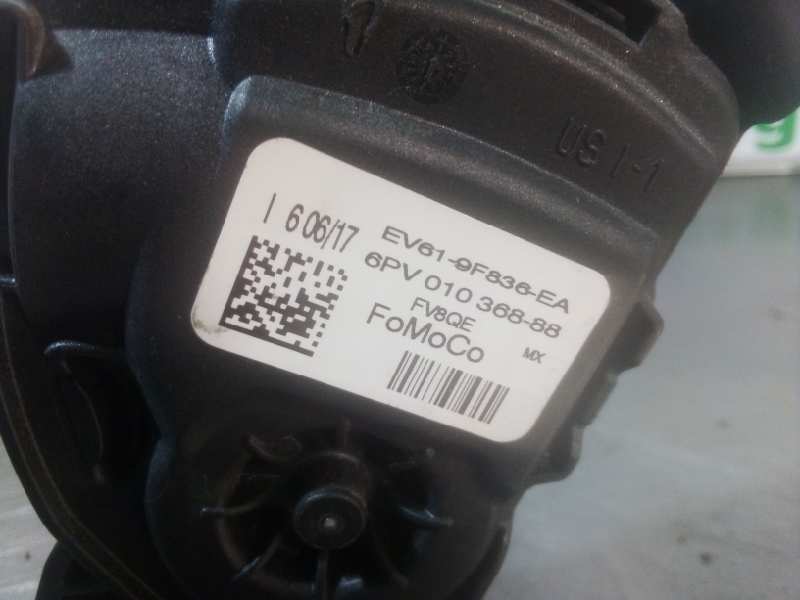 US 1-1
I 6 06/17
EV61-9F836-EA
6PV 010 368-88
FV8QE
FoMoCo
MX
g